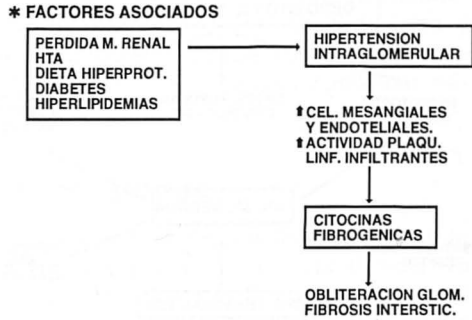 * FACTORES ASOCIADOS
PERDIDA M. RENAL
HTA
DIETA HIPERPROT.
DIABETES
HIPERLIPIDEMIAS
HIPERTENSION
INTRAGLOMERULAR
⬆CEL. MESANGIALES
Y ENDOTELIALES.
⬆ACTIVIDAD PLAQU.
LINF. INFILTRANTES
CITOCINAS
FIBROGENICAS
OBLITERACION GLOM.
FIBROSIS INTERSTIC.